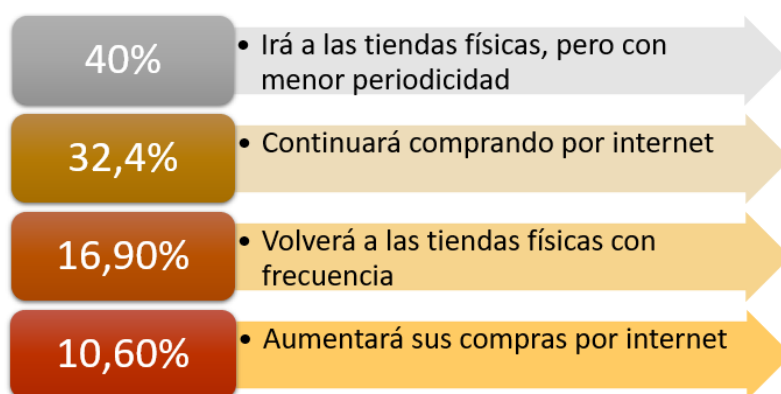 40%
• Irá a las tiendas físicas, pero con
menor periodicidad
32,4%
• Continuará comprando por internet
16,90%
• Volverá a las tiendas físicas con
frecuencia
10,60%
• Aumentará sus compras por internet